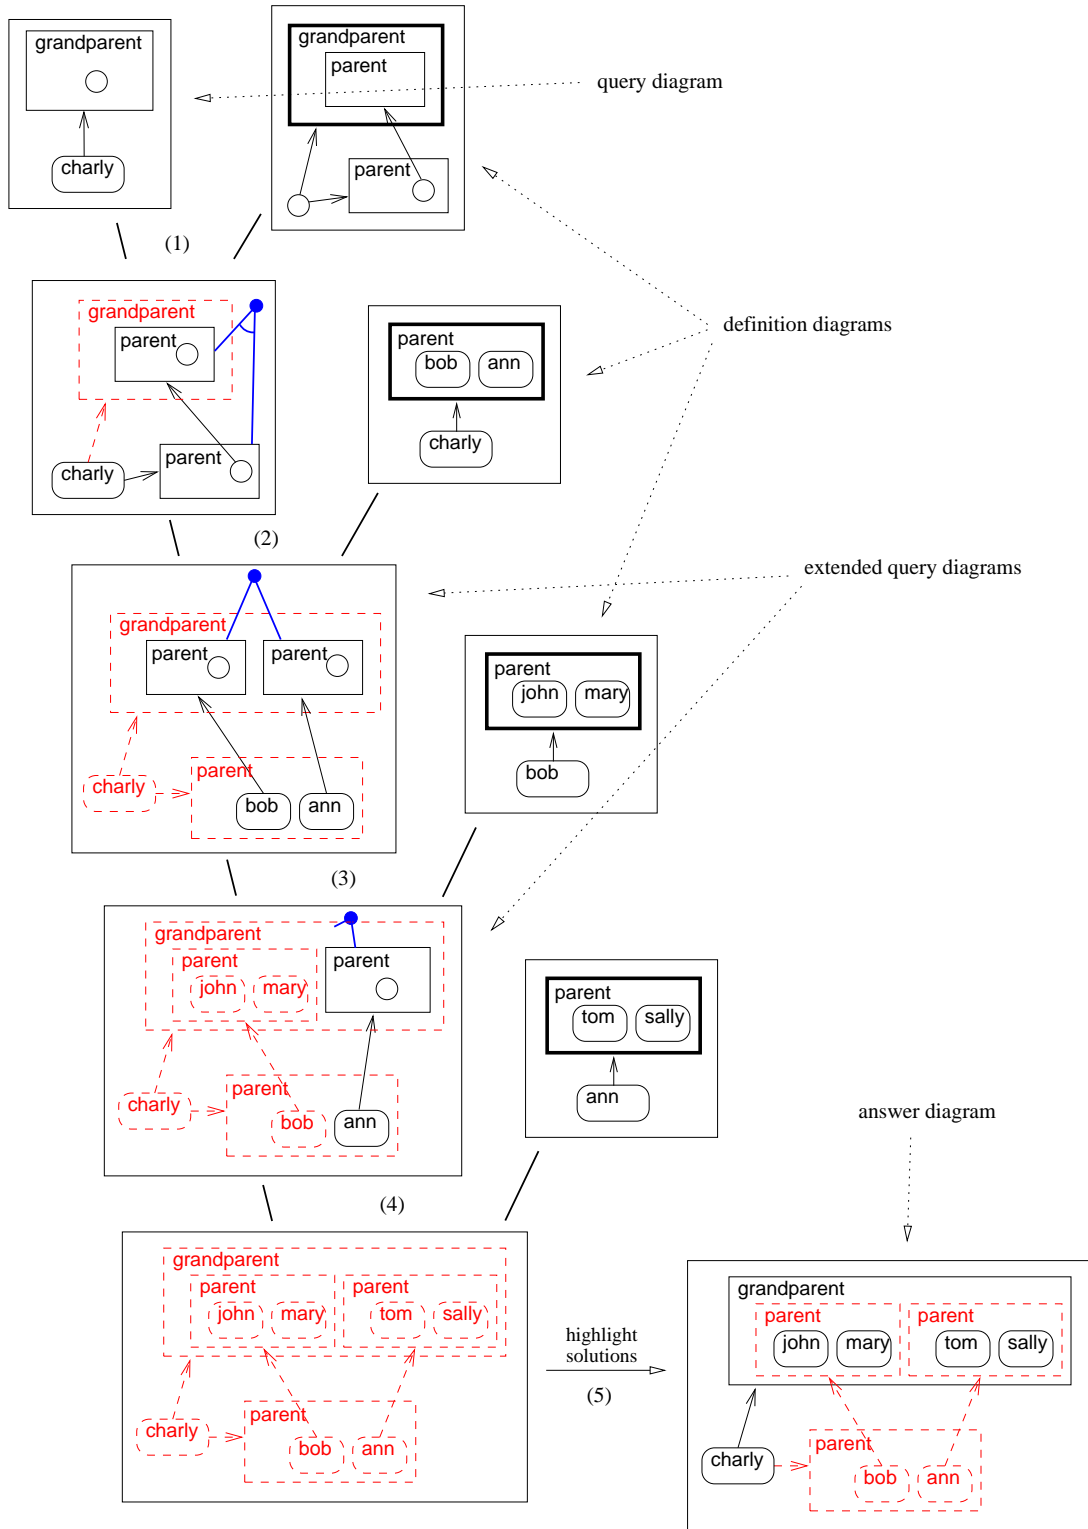 grandparent
charly
grandparent
parent
parent
query diagram
(1)
grandparent
parent
charly
parent
parent
bob ann
charly
definition diagrams
(2)
grandparent
parent parent
charly
parent
bob ann
extended query diagrams
parent
john mary
bob
(3)
grandparent
parent
john mary
parent
charly
parent
bob
ann
parent
tom sally
ann
answer diagram
(4)
grandparent
parent parent
john mary tom sally
charly
parent
bob ann
highlight
solutions
(5)
grandparent
parent parent
john mary tom sally
charly
parent
bob ann